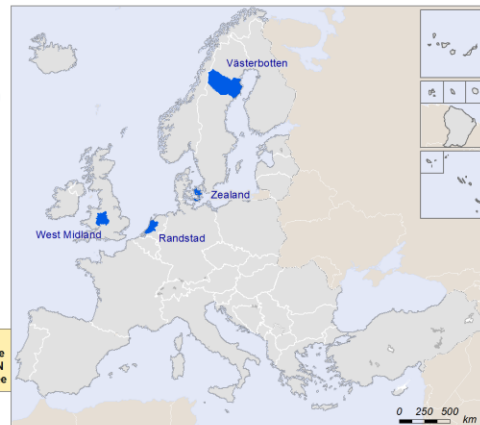 Västerbotten
Zealand
West Midland
Randstad
e
N
e
0 250 500
km